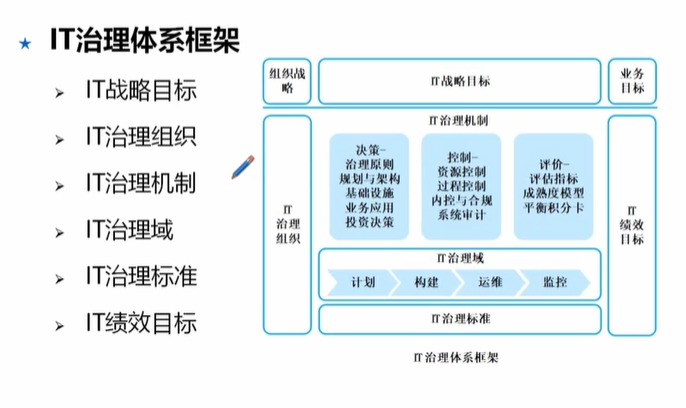 IT治理体系框架
IT战略目标
IT治理组织
IT治理机制
IT治理域
IT治理标准
IT绩效目标
组织战
略
IT战略目标
业务
目标
IT
治理
组织
IT治理机制
决策—
治理原则
规划与架构
基础设施
业务应用
投资决策
控制—
资源控制
过程控制
内控与合规
系统审计
评价—
评估指标
成熟度模型
平衡积分卡
IT治理域
计划
构建
运维
监控
IT治理标准
IT
绩效
目标
IT治理体系框架